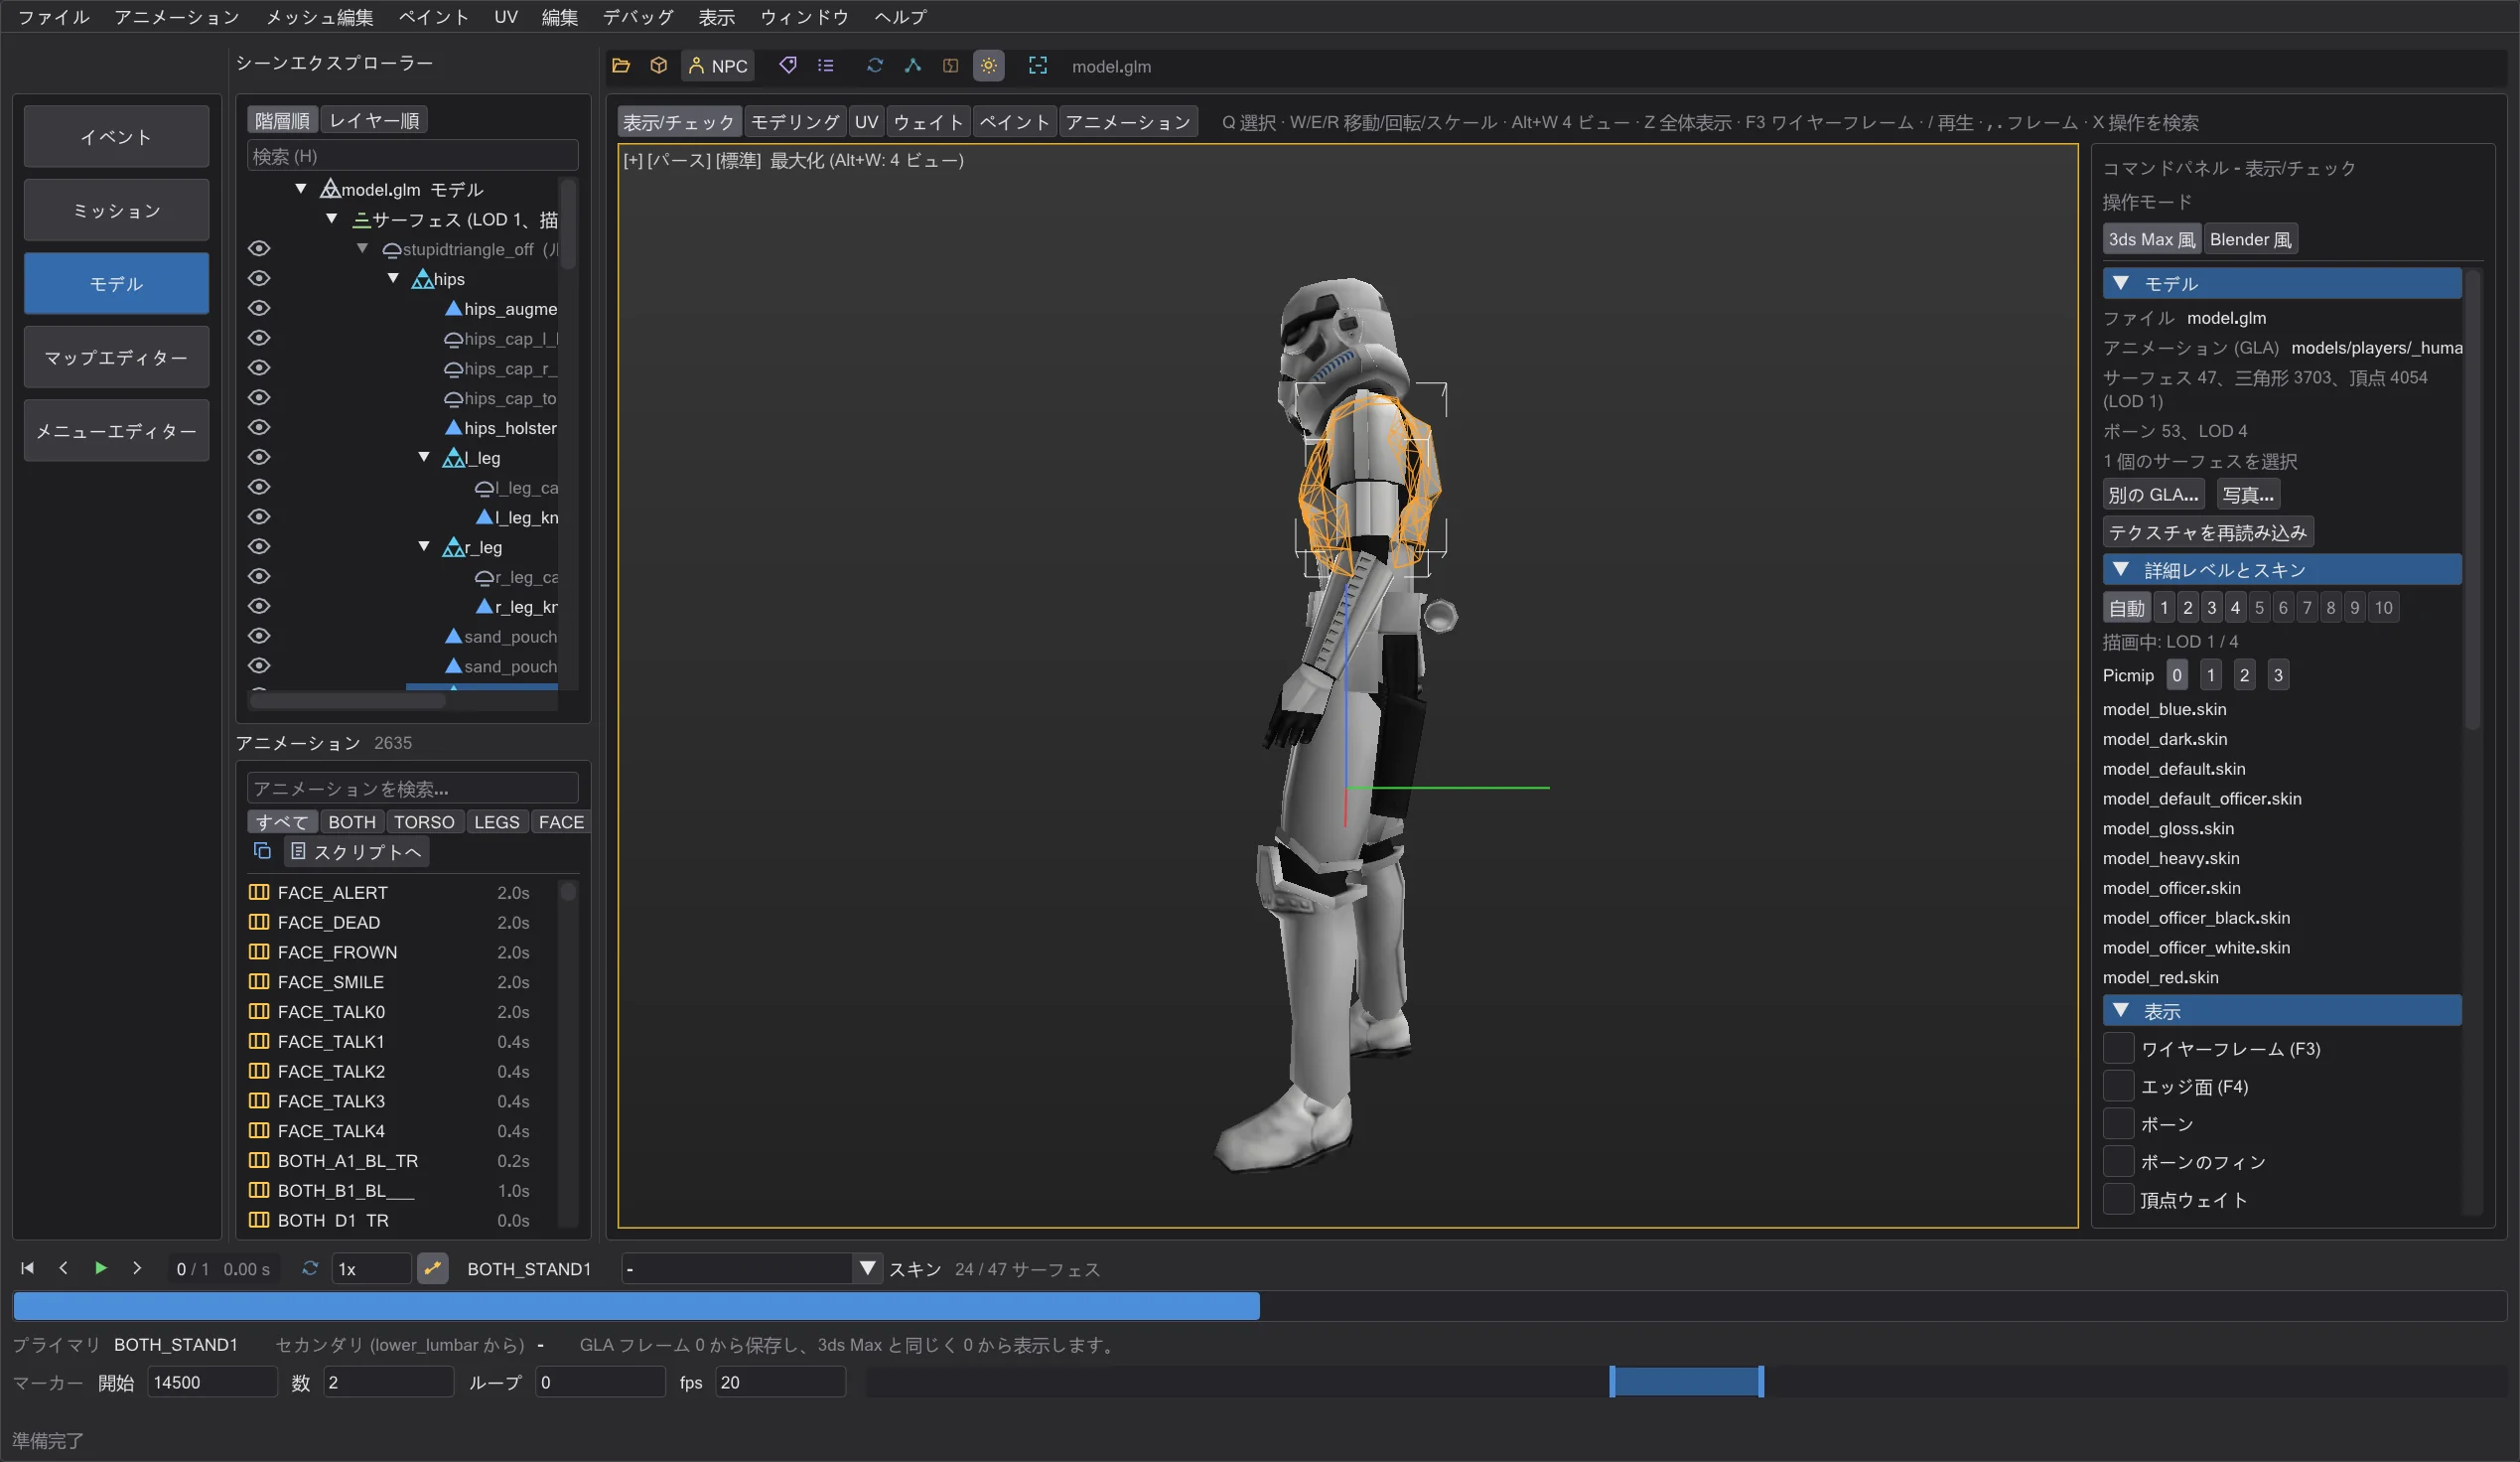 ファイル アニメーション メッシュ編集 ペイント UV 編集 デバッグ 表示 ウィンドウ ヘルプ
シーンエクスプローラー
NPC model.glm
イベント
ミッション
モデル
マップエディター
メニューエディター
階層順 レイヤー順
検索 (H)
model.glm モデル
サーフェス (LOD 1、描
stupidtriangle_off
hips
hips_augme
hips_cap_l_
hips_cap_r_
hips_cap_to
hips_holster
l_leg
l_leg_ca
l_leg_kn
r_leg
r_leg_ca
r_leg_kr
sand_pouch
sand_pouch
アニメーション 2635
アニメーションを検索...
すべて BOTH TORSO LEGS FACE
スクリプトへ
FACE_ALERT 2.0s
FACE_DEAD 2.0s
FACE_FROWN 2.0s
FACE_SMILE 2.0s
FACE_TALK0 2.0s
FACE_TALK1 0.4s
FACE_TALK2 0.4s
FACE_TALK3 0.4s
FACE_TALK4 0.4s
BOTH_A1_BL_TR 0.2s
BOTH_B1_BL___ 1.0s
BOTH_D1_TR 0.0s
表示/チェック モデリング UV ウェイト ペイント アニメーション Q 選択 · W/E/R 移動/回転/スケール · Alt+W 4 ビュー · Z 全体表示 · F3 ワイヤーフレーム · / 再生 · , . フレーム · X 操作を検索
[+] [パース] [標準] 最大化 (Alt+W: 4 ビュー)
コマンドパネル - 表示/チェック
操作モード
3ds Max 風 Blender 風
モデル
ファイル model.glm
アニメーション (GLA) models/players/_huma
サーフェス 47、三角形 3703、頂点 4054
(LOD 1)
ボーン 53、LOD 4
1 個のサーフェスを選択
別の GLA... 写真...
テクスチャを再読み込み
詳細レベルとスキン
自動 1 2 3 4 5 6 7 8 9 10
描画中: LOD 1 / 4
Picmip 0 1 2 3
model_blue.skin
model_dark.skin
model_default.skin
model_default_officer.skin
model_gloss.skin
model_heavy.skin
model_officer.skin
model_officer_black.skin
model_officer_white.skin
model_red.skin
表示
ワイヤーフレーム (F3)
エッジ面 (F4)
ボーン
ボーンのフィン
頂点ウェイト
0 / 1 0.00 s 1x BOTH_STAND1 - スキン 24 / 47 サーフェス
プライマリ BOTH_STAND1 セカンダリ (lower_lumbar から) - GLA フレーム 0 から保存し、3ds Max と同じく 0 から表示します。
マーカー 開始 14500 数 2 ループ 0 fps 20
準備完了